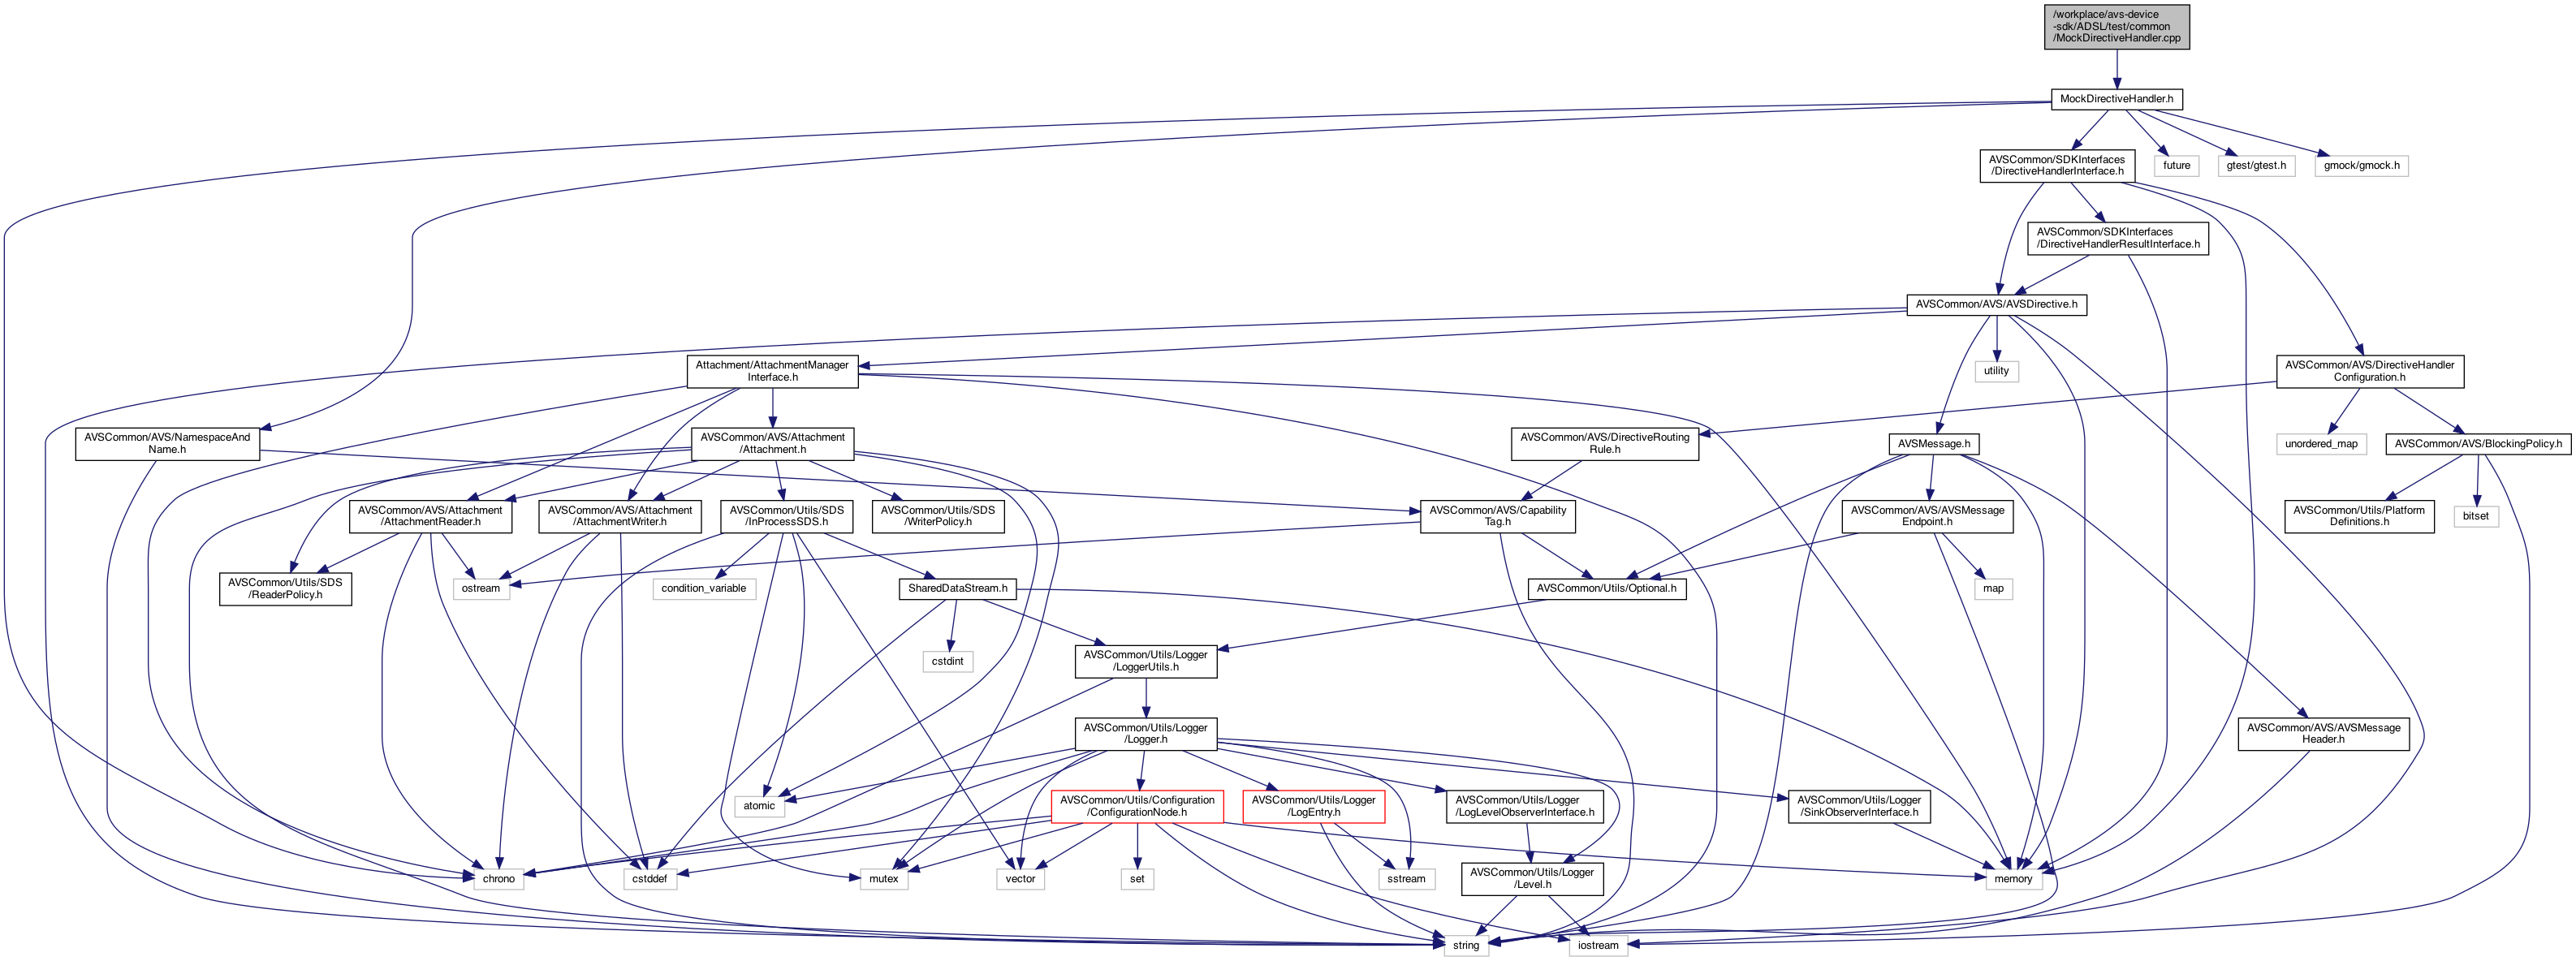 /workplace/avs-device
-sdk/ADSL/test/common
/MockDirectiveHandler.cpp
MockDirectiveHandler.h
AVSCommon/SDKInterfaces
/DirectiveHandlerInterface.h
future
gtest/gtest.h
gmock/gmock.h
AVSCommon/SDKInterfaces
/DirectiveHandlerResultInterface.h
AVSCommon/AVS/AVSDirective.h
Attachment/AttachmentManager
Interface.h
utility
AVSCommon/AVS/DirectiveHandler
Configuration.h
AVSCommon/AVS/NamespaceAnd
Name.h
AVSCommon/AVS/Attachment
/Attachment.h
AVSCommon/AVS/DirectiveRouting
Rule.h
AVSMessage.h
unordered_map
AVSCommon/AVS/BlockingPolicy.h
AVSCommon/AVS/Attachment
/AttachmentReader.h
AVSCommon/AVS/Attachment
/AttachmentWriter.h
AVSCommon/Utils/SDS
/InProcessSDS.h
AVSCommon/Utils/SDS
/WriterPolicy.h
AVSCommon/AVS/Capability
Tag.h
AVSCommon/AVS/AVSMessage
Endpoint.h
AVSCommon/Utils/Platform
Definitions.h
bitset
AVSCommon/Utils/SDS
/ReaderPolicy.h
ostream
condition_variable
SharedDataStream.h
AVSCommon/Utils/Optional.h
map
cstdint
AVSCommon/Utils/Logger
/LoggerUtils.h
AVSCommon/Utils/Logger
/Logger.h
AVSCommon/AVS/AVSMessage
Header.h
atomic
AVSCommon/Utils/Configuration
/ConfigurationNode.h
AVSCommon/Utils/Logger
/LogEntry.h
AVSCommon/Utils/Logger
/LogLevelObserverInterface.h
AVSCommon/Utils/Logger
/SinkObserverInterface.h
chrono
cstddef
mutex
vector
set
sstream
AVSCommon/Utils/Logger
/Level.h
memory
string
iostream